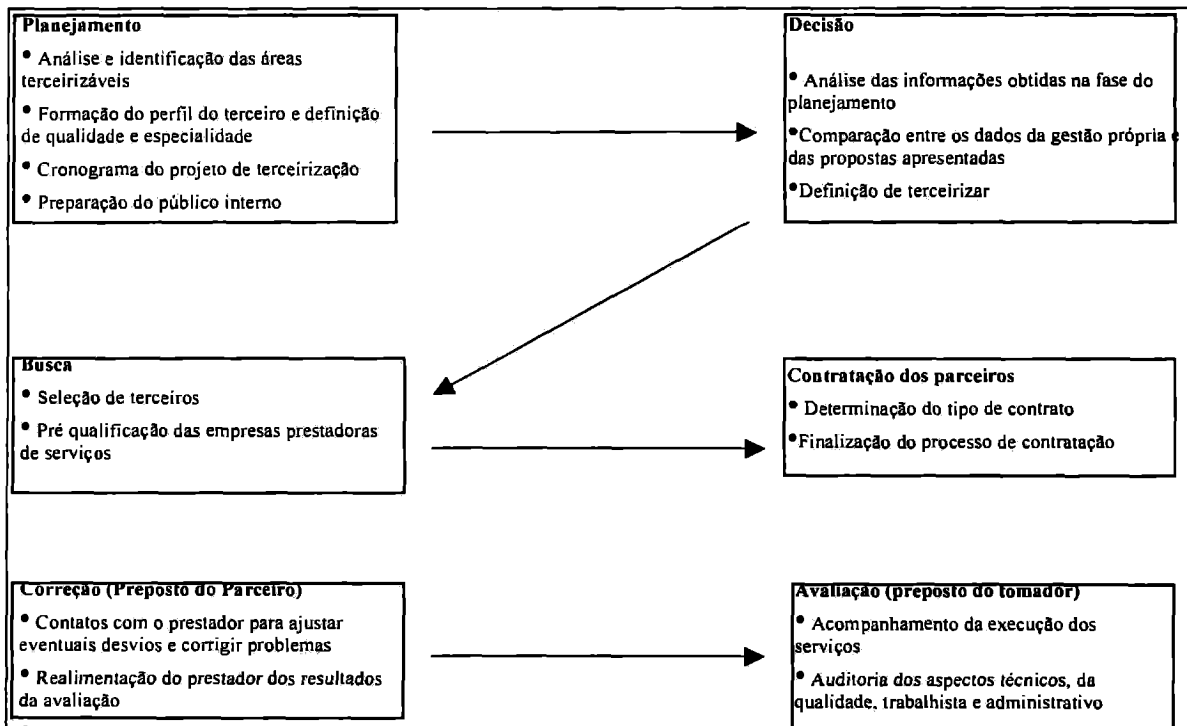 Planejamento
• Análise e identificação das áreas
terceirizáveis
• Formação do perfil do terceiro e definição
de qualidade e especialidade
• Cronograma do projeto de terceirização
• Preparação do público interno
Decisão
• Análise das informações obtidas na fase do
planejamento
•Comparação entre os dados da gestão própria e
das propostas apresentadas
•Definição de terceirizar
Busca
• Seleção de terceiros
• Pré qualificação das empresas prestadoras
de serviços
Contratação dos parceiros
• Determinação do tipo de contrato
•Finalização do processo de contratação
Correção (Preposto do Parceiro)
• Contatos com o prestador para ajustar
eventuais desvios e corrigir problemas
• Realimentação do prestador dos resultados
da avaliação
Avaliação (preposto do tomador)
• Acompanhamento da execução dos
serviços
• Auditoria dos aspectos técnicos, da
qualidade, trabalhista e administrativo